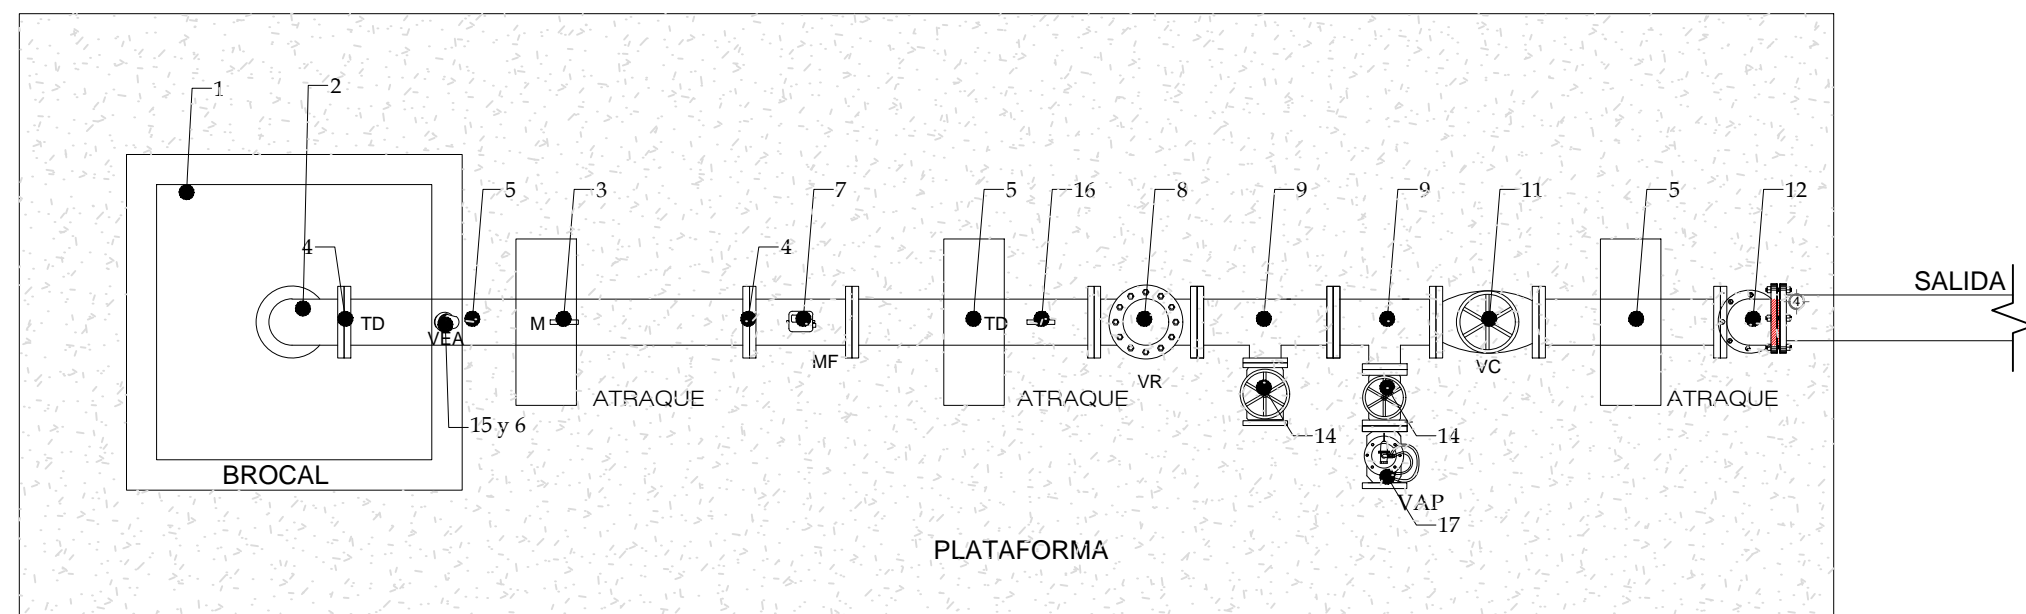 1
2
5
3
7
5
16
8
9
9
11
5
12
4
4
SALIDA
4
TD
VEA
M
TD
MF
VR
VC
ATRAQUE
ATRAQUE
ATRAQUE
15 y 6
14
14
BROCAL
VAP
17
PLATAFORMA